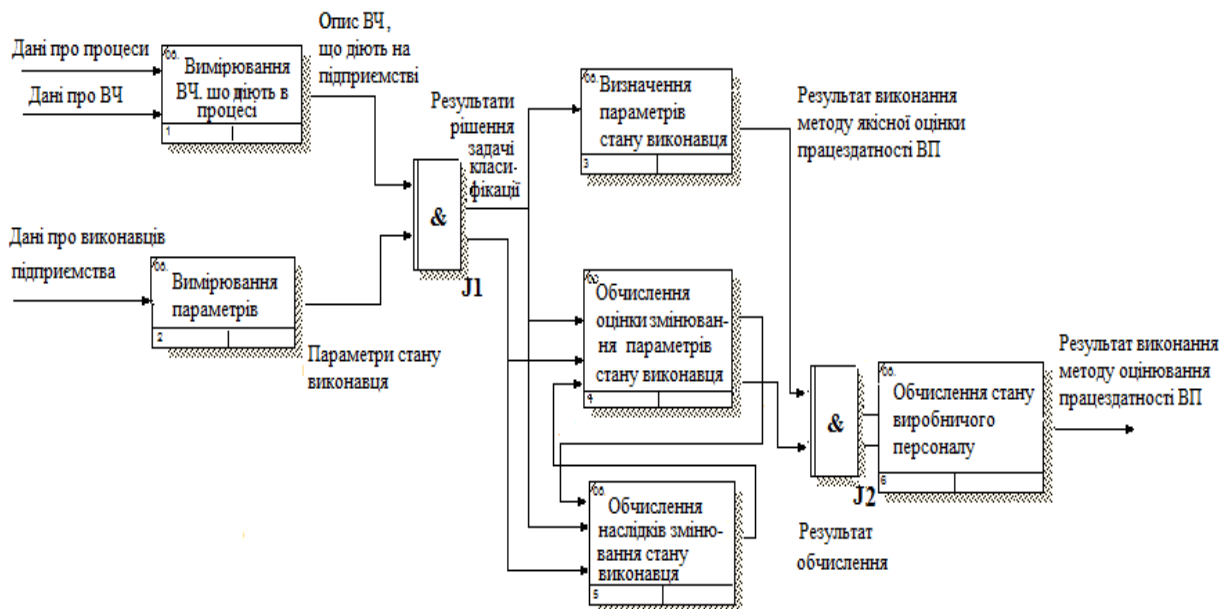 Дані про процеси
Дані про ВЧ
Вимірювання
ВЧ. що діють в
процесі
1
Опис ВЧ,
що діють на
підприємстві
Дані про виконавців
підприємства
Вимірювання
параметрів
2
Параметри стану
виконавця
&
J1
Результати
рішення
задачі
класи-
фікації
Визначення
параметрів
стану виконавця
3
Обчислення
оцінки змінюван-
ня параметрів
стану виконавця
4
Обчислення
наслідків зміню-
вання стану
виконавця
5
Результат виконання
методу якісної оцінки
працездатності ВП
&
J2
Результат
обчислення
Обчислення стану
виробничого
персоналу
6
Результат виконання
методу оцінювання
працездатності ВП